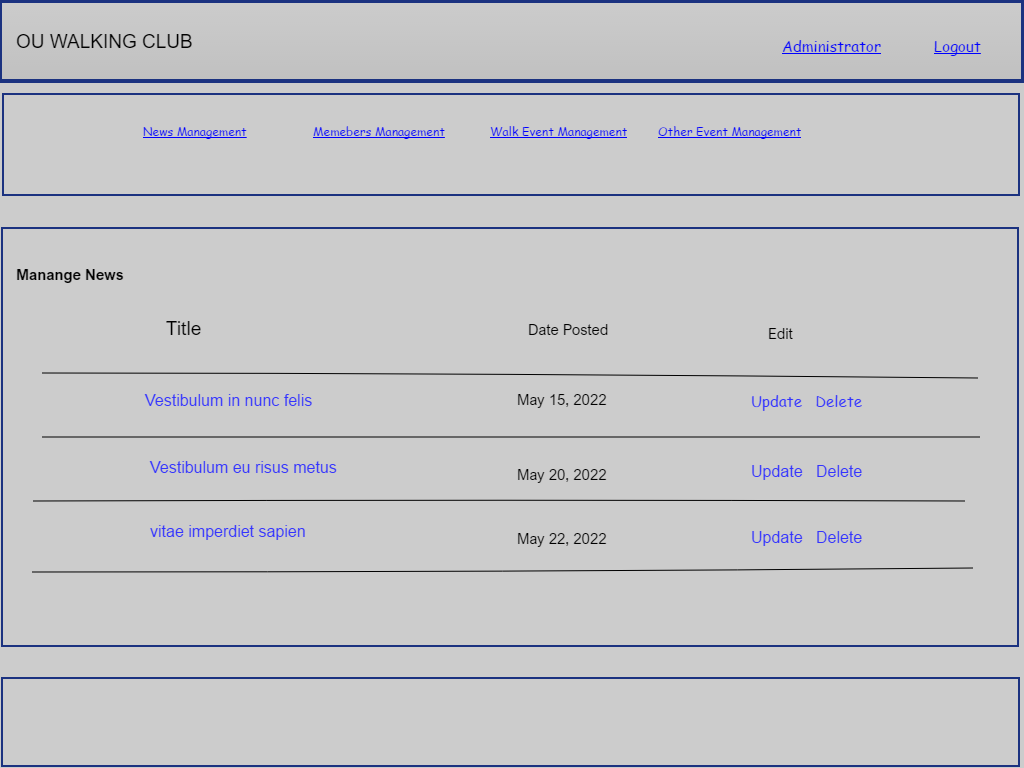 OU WALKING CLUB
Administrator Logout
News Management Memebers Management Walk Event Management Other Event Management
Manange News
Title Date Posted Edit
Vestibulum in nunc felis May 15, 2022 Update Delete
Vestibulum eu risus metus May 20, 2022 Update Delete
vitae imperdiet sapien May 22, 2022 Update Delete